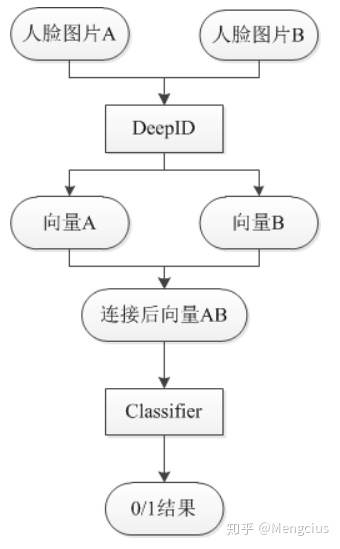 人脸图片A
人脸图片B
DeepID
向量A
向量B
连接后向量AB
Classifier
0/1结果
知乎 @Mengcius